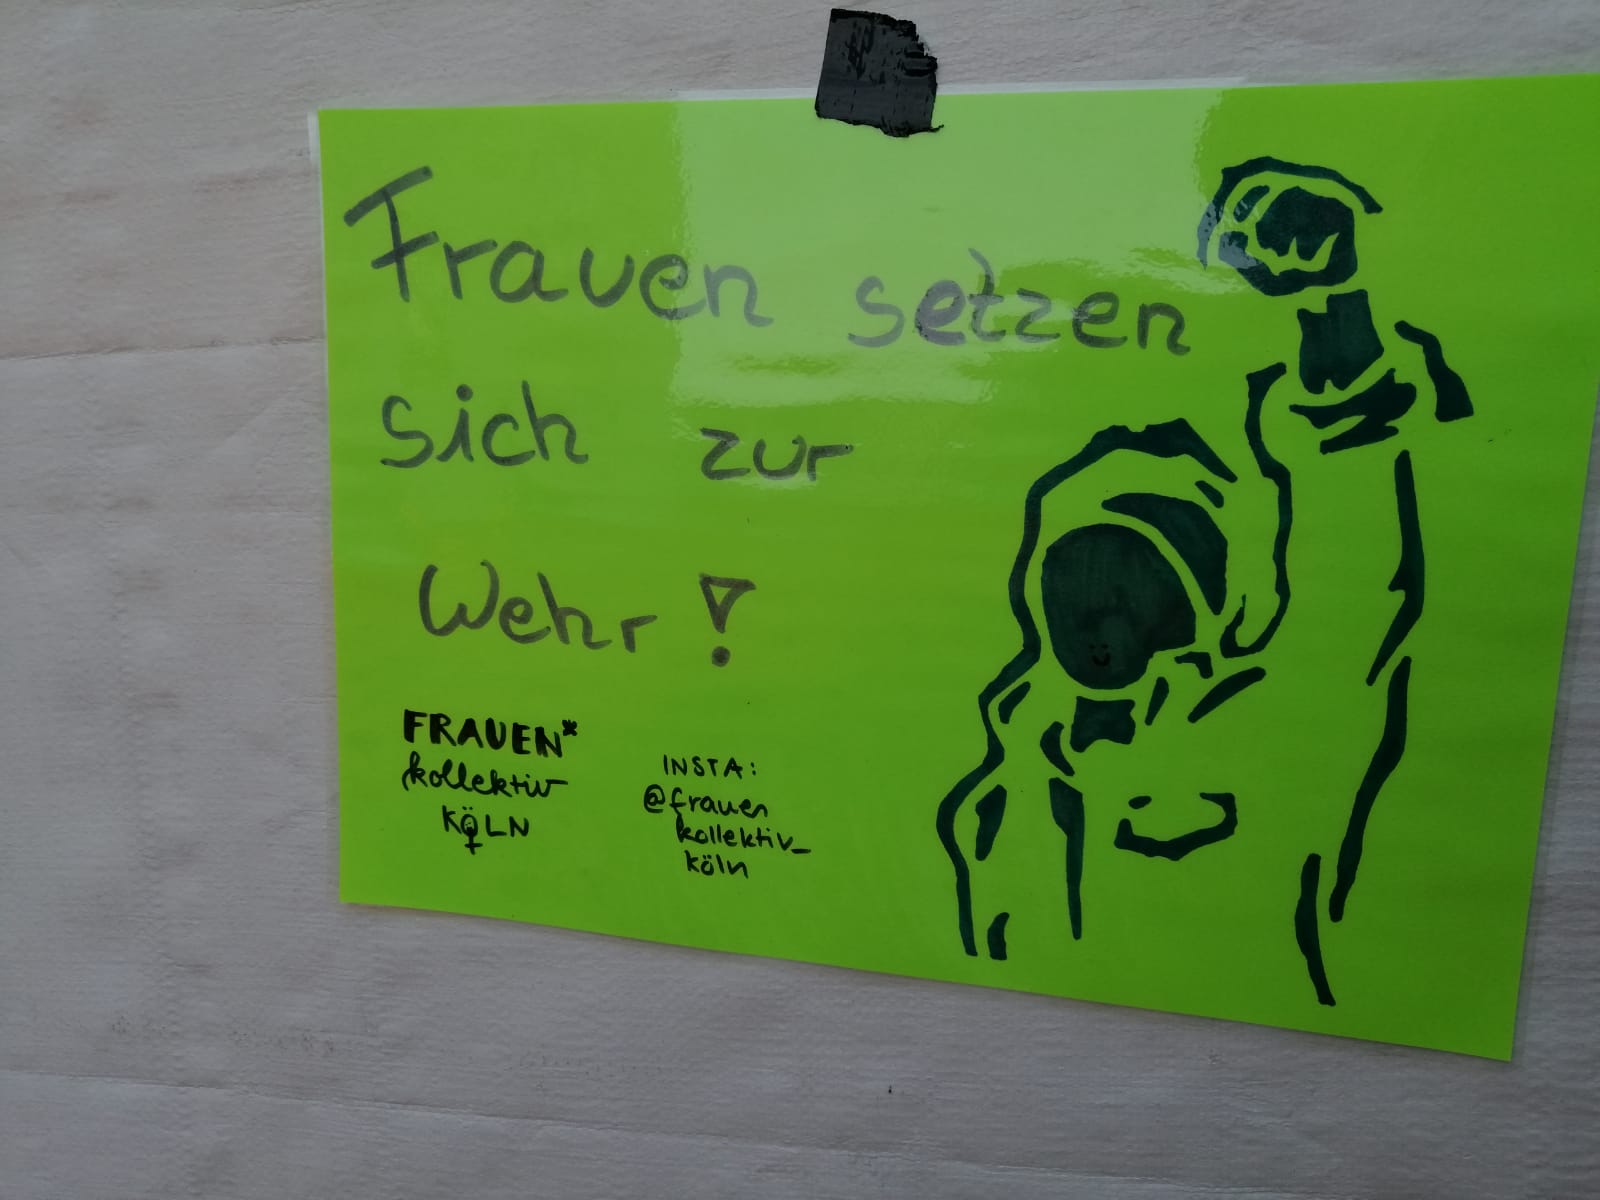 Frauen setzen
sich zur
Wehr!
FRAUEN*
kollektiv
KÖLN
INSTA:
@frauen
kollektiv_
köln